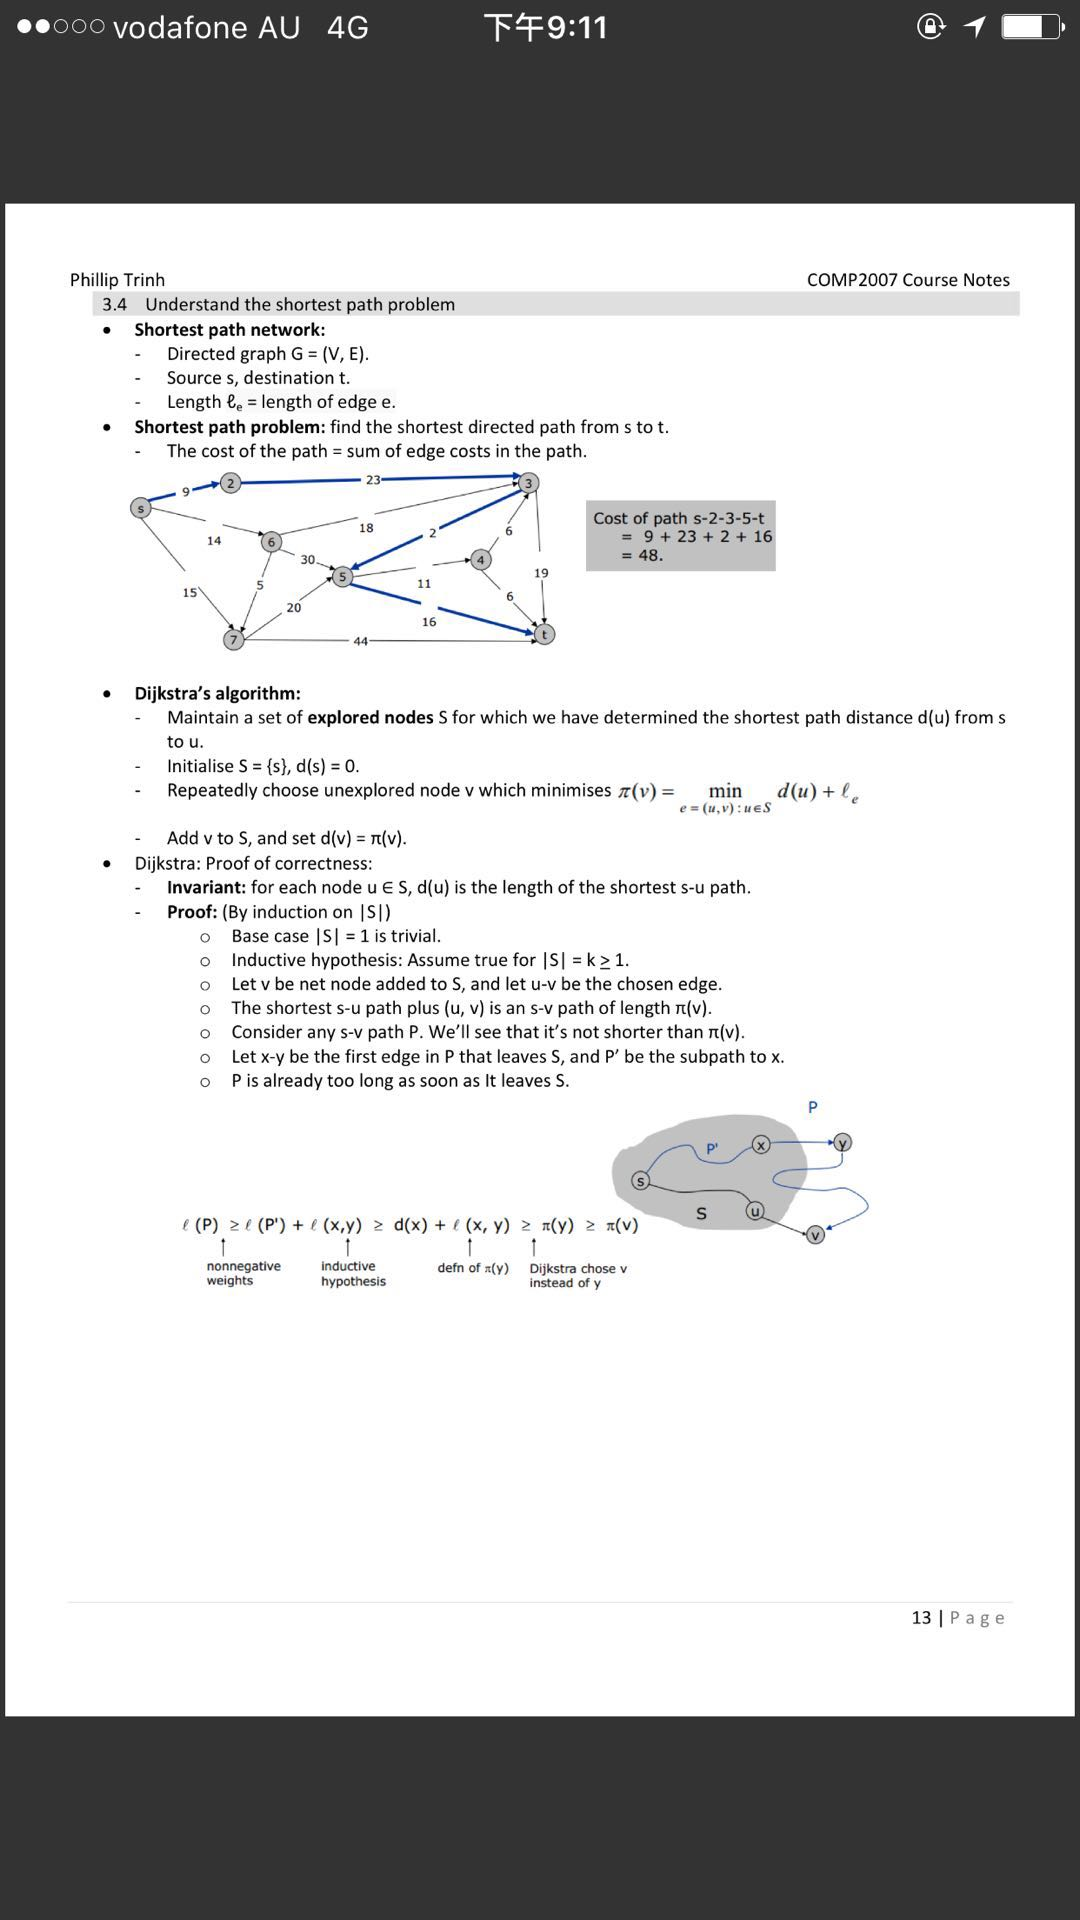 vodafone AU 4G 下午9:11
Phillip Trinh COMP2007 Course Notes
3.4 Understand the shortest path problem
• Shortest path network:
- Directed graph G = (V, E).
- Source s, destination t.
- Length ℓe = length of edge e.
• Shortest path problem: find the shortest directed path from s to t.
- The cost of the path = sum of edge costs in the path.
9 2 23 3
s
14 6 18 2 6
30 5 4
15 5 11 19
20 6
16
7 44 t
Cost of path s-2-3-5-t
= 9 + 23 + 2 + 16
= 48.
• Dijkstra's algorithm:
- Maintain a set of explored nodes S for which we have determined the shortest path distance d(u) from s
to u.
- Initialise S = {s}, d(s) = 0.
- Repeatedly choose unexplored node v which minimises π(v) = min d(u) + ℓe
e = (u,v) : u∈S
- Add v to S, and set d(v) = π(v).
• Dijkstra: Proof of correctness:
- Invariant: for each node u ∈ S, d(u) is the length of the shortest s-u path.
- Proof: (By induction on |S|)
o Base case |S| = 1 is trivial.
o Inductive hypothesis: Assume true for |S| = k ≥ 1.
o Let v be net node added to S, and let u-v be the chosen edge.
o The shortest s-u path plus (u, v) is an s-v path of length π(v).
o Consider any s-v path P. We'll see that it's not shorter than π(v).
o Let x-y be the first edge in P that leaves S, and P' be the subpath to x.
o P is already too long as soon as It leaves S.
P
P' x y
s
S u
v
ℓ (P) ≥ ℓ (P') + ℓ (x,y) ≥ d(x) + ℓ (x, y) ≥ π(y) ≥ π(v)
nonnegative inductive defn of π(y) Dijkstra chose v
weights hypothesis instead of y
13 | Page